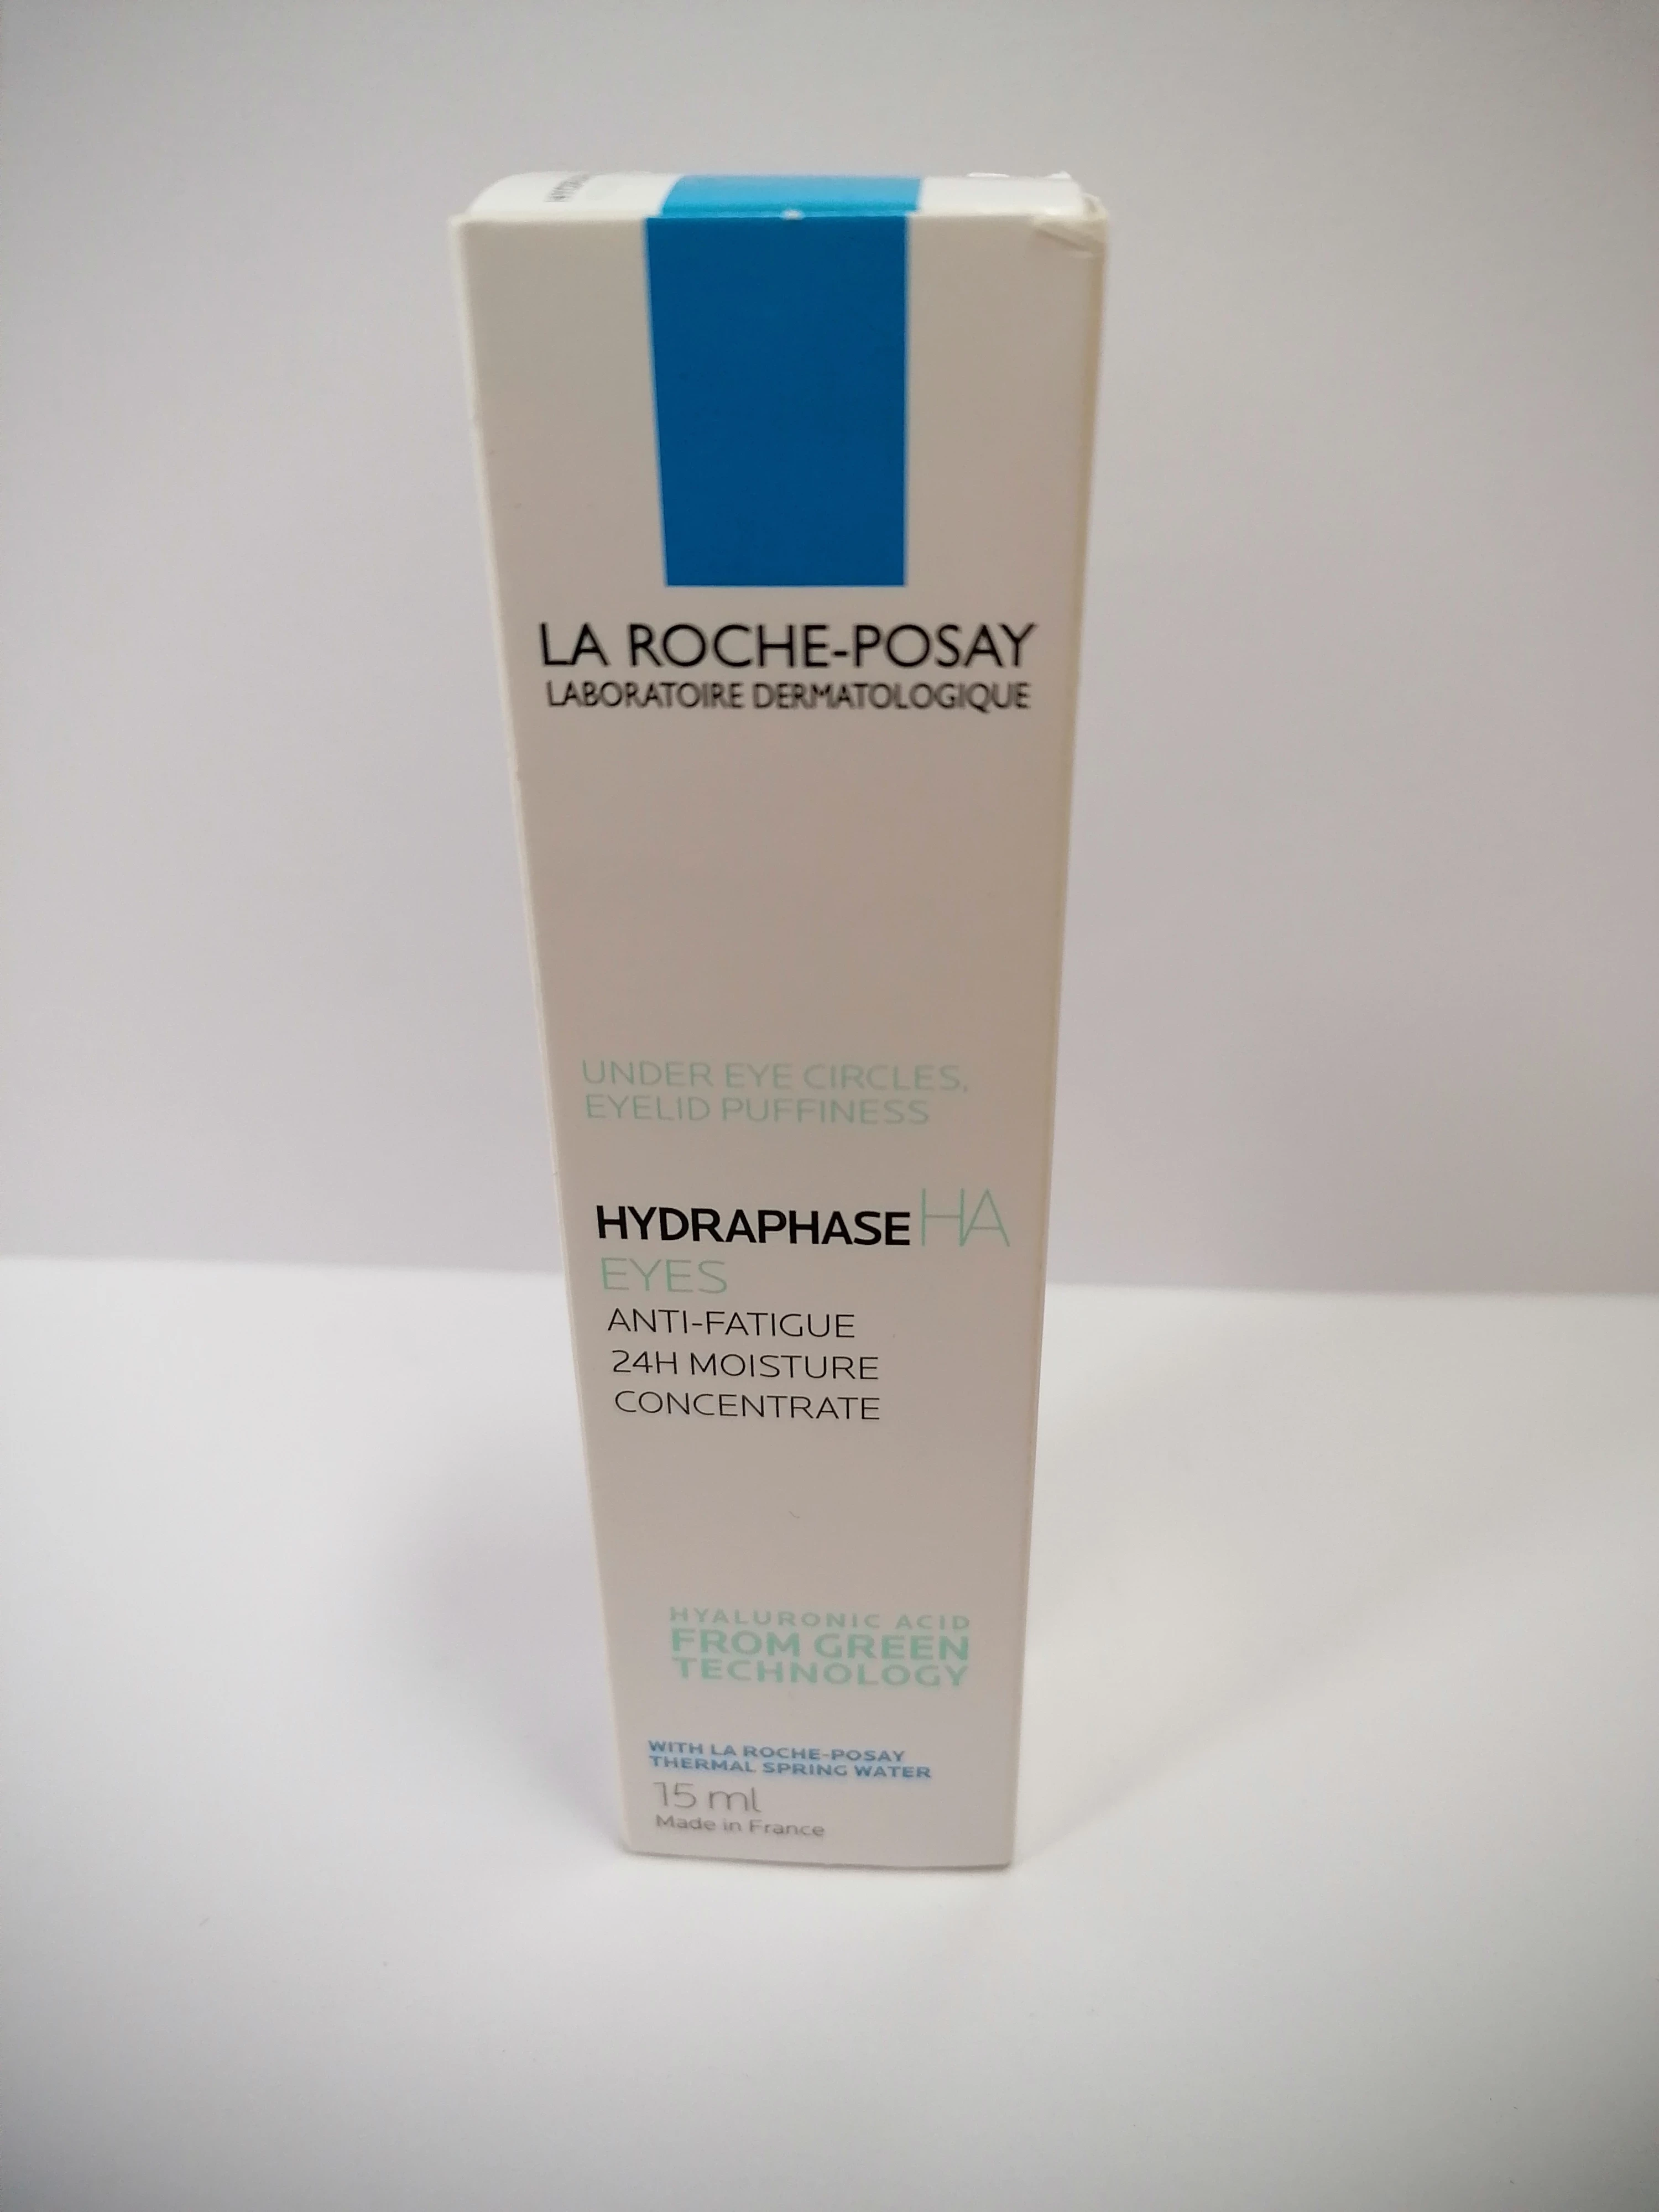 LA ROCHE-POSAY
LABORATOIRE DERMATOLOGIQUE
UNDER EYE CIRCLES,
EYELID PUFFINESS
HYDRAPHASE HA
EYES
ANTI-FATIGUE
24H MOISTURE
CONCENTRATE
HYALURONIC ACID
FROM GREEN
TECHNOLOGY
WITH LA ROCHE-POSAY
THERMAL SPRING WATER
15 ml
Made in France